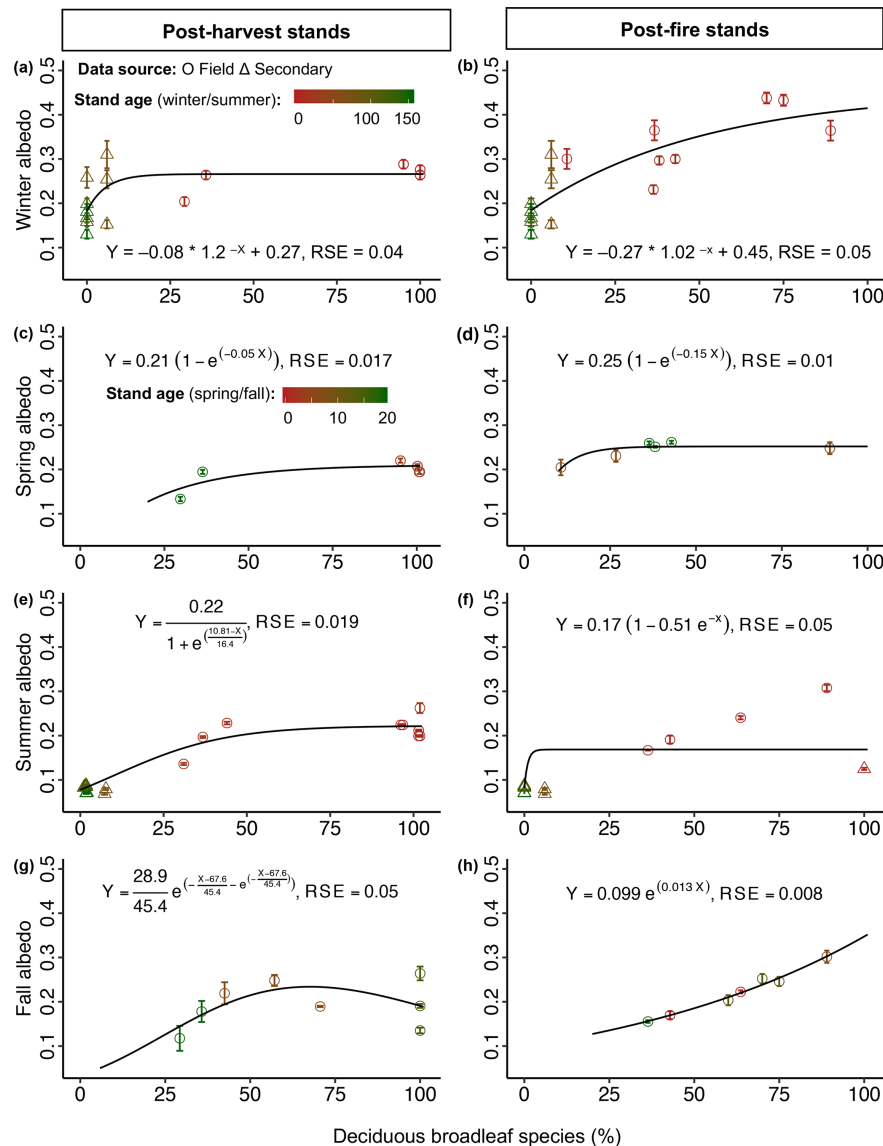 Post-harvest stands
Post-fire stands
(a)
Data source: O Field Δ Secondary
Stand age (winter/summer):
0 100 150
Winter albedo
0.5
0.4
0.3
0.2
0.1
Y = –0.08 * 1.2 ⁻ˣ + 0.27, RSE = 0.04
0 25 50 75 100
(b)
0.5
0.4
0.3
0.2
0.1
Y = –0.27 * 1.02 ⁻ˣ + 0.45, RSE = 0.05
0 25 50 75 100
(c)
Y = 0.21 (1 – e^(–0.05 X)), RSE = 0.017
Stand age (spring/fall):
0 10 20
Spring albedo
0.5
0.4
0.3
0.2
0.1
0 25 50 75 100
(d)
Y = 0.25 (1 – e^(–0.15 X)), RSE = 0.01
0.5
0.4
0.3
0.2
0.1
0 25 50 75 100
(e)
Y = 0.22 / (1 + e^((10.81–X)/16.4)), RSE = 0.019
Summer albedo
0.5
0.4
0.3
0.2
0.1
0 25 50 75 100
(f)
Y = 0.17 (1 – 0.51 e^–x), RSE = 0.05
0.5
0.4
0.3
0.2
0.1
0 25 50 75 100
(g)
Y = 28.9/45.4 e^(–(X–67.6)/45.4 – e^(–(X–67.6)/45.4)), RSE = 0.05
Fall albedo
0.5
0.4
0.3
0.2
0.1
0 25 50 75 100
(h)
Y = 0.099 e^(0.013 X), RSE = 0.008
0.5
0.4
0.3
0.2
0.1
0 25 50 75 100
Deciduous broadleaf species (%)